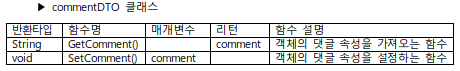 ▶ commentDTO 클래스
반환타입 함수명 매개변수 리턴 함수 설명
String GetComment() comment 객체의 댓글 속성을 가져오는 함수
void SetComment() comment 객체의 댓글 속성을 설정하는 함수